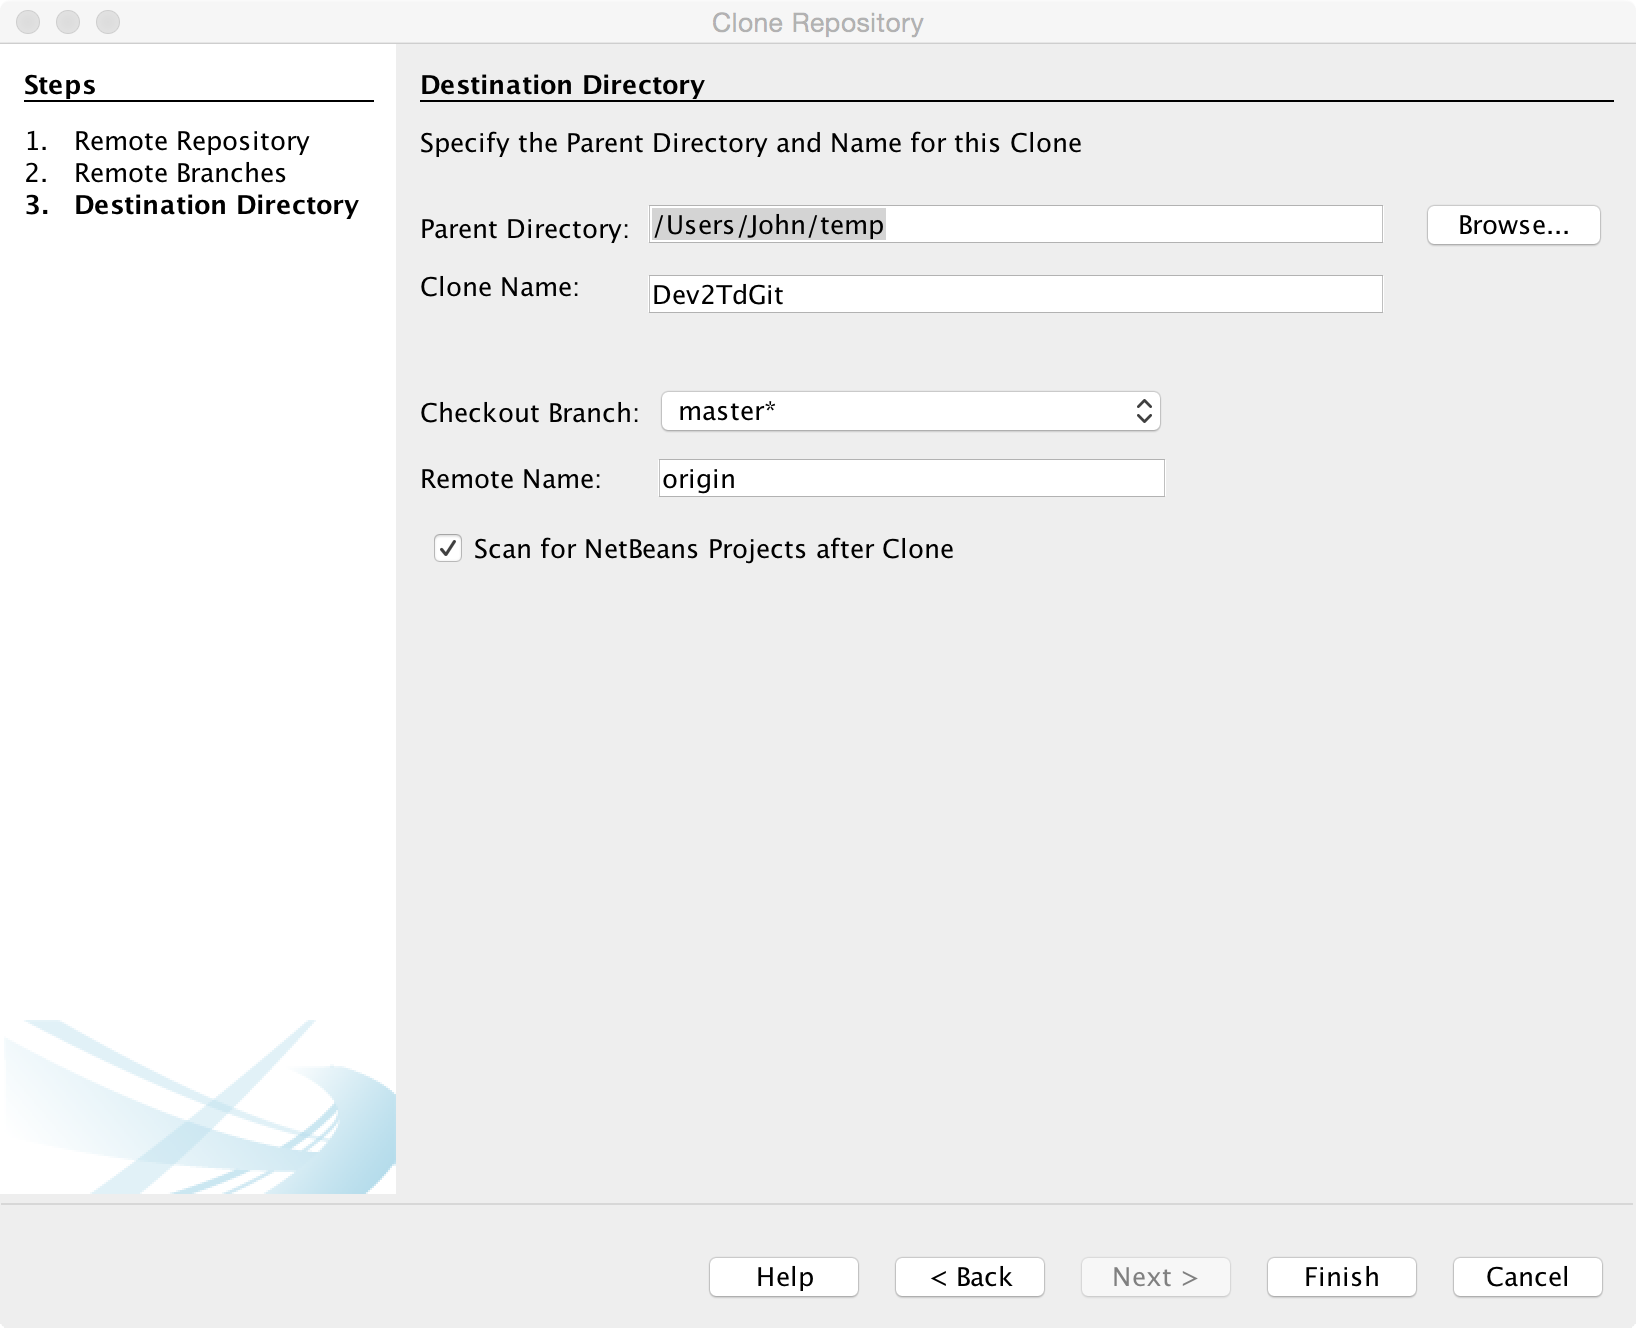 Clone Repository
Steps
1. Remote Repository
2. Remote Branches
3. Destination Directory
Destination Directory
Specify the Parent Directory and Name for this Clone
Parent Directory: /Users/John/temp Browse...
Clone Name: Dev2TdGit
Checkout Branch: master*
Remote Name: origin
Scan for NetBeans Projects after Clone
Help < Back Next > Finish Cancel